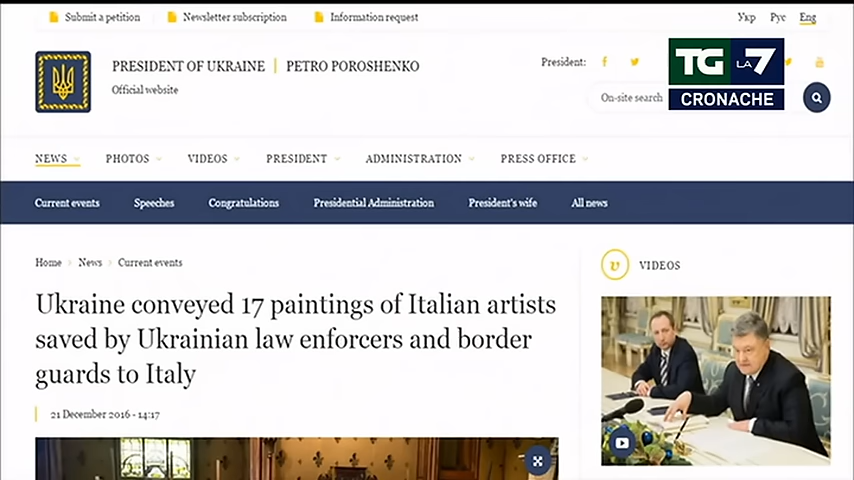 Submit a petition
Newsletter subscription
Information request
Укр
Рус
Eng
PRESIDENT OF UKRAINE
PETRO POROSHENKO
Official website
President:
TG LA 7
CRONACHE
On-site search
NEWS
PHOTOS
VIDEOS
PRESIDENT
ADMINISTRATION
PRESS OFFICE
Current events
Speeches
Congratulations
Presidential Administration
President's wife
All news
Home
News
Current events
Ukraine conveyed 17 paintings of Italian artists
saved by Ukrainian law enforcers and border
guards to Italy
21 December 2016 - 14:17
VIDEOS